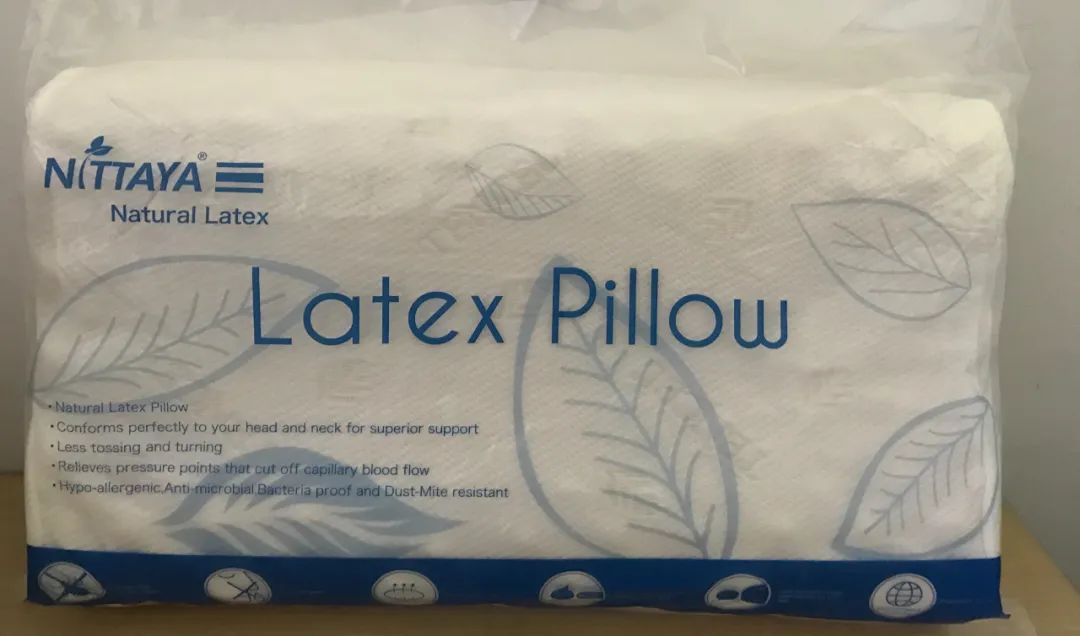 NITTAYA®
Natural Latex
Latex Pillow
• Natural Latex Pillow
• Conforms perfectly to your head and neck for superior support
• Less tossing and turning
• Relieves pressure points that cut off capillary blood flow
• Hypo-allergenic,Anti-microbial Bacteria proof and Dust-Mite resistant